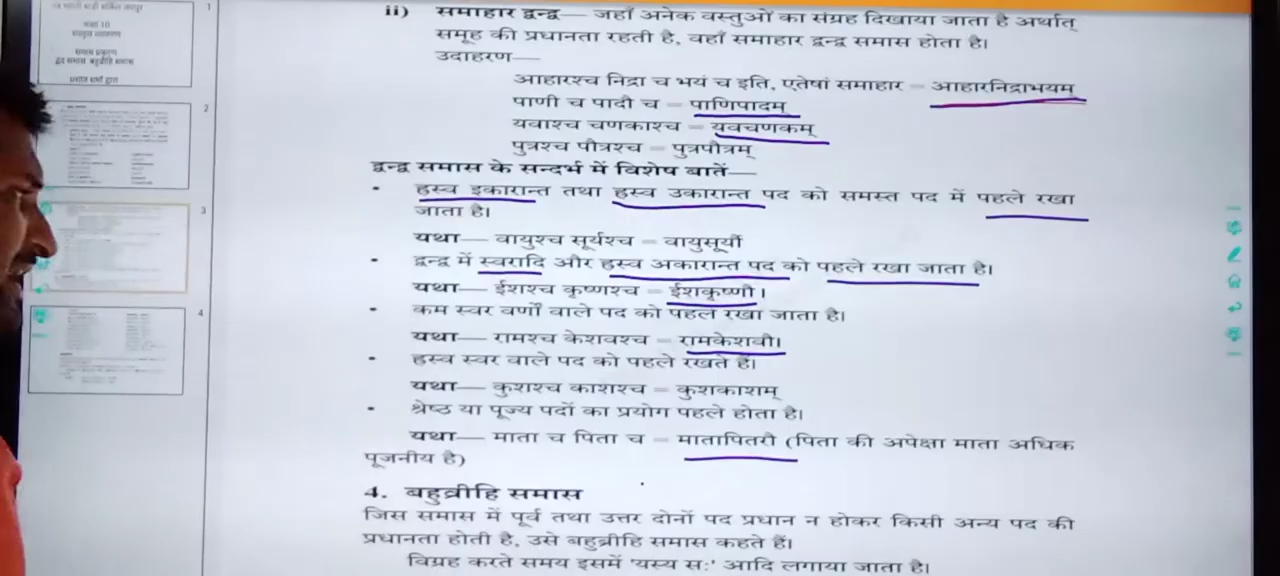 कक्षा 10
समास प्रकरण
द्वंद्व समास बहुव्रीहि समास
1
2
3
4
ii) समाहार द्वन्द्व— जहाँ अनेक वस्तुओं का संग्रह दिखाया जाता है अर्थात्
समूह की प्रधानता रहती है, वहाँ समाहार द्वन्द्व समास होता है।
उदाहरण—
आहारश्च निद्रा च भयं च इति, एतेषां समाहार = आहारनिद्राभयम्
पाणी च पादौ च = पाणिपादम्
यवाश्च चणकाश्च = यवचणकम्
पुत्रश्च पौत्रश्च = पुत्रपौत्रम्
द्वन्द्व समास के सन्दर्भ में विशेष बातें—
• ह्रस्व इकारान्त तथा ह्रस्व उकारान्त पद को समस्त पद में पहले रखा
जाता है।
यथा— वायुश्च सूर्यश्च = वायुसूर्यौ
• द्वन्द्व में स्वरादि और ह्रस्व अकारान्त पद को पहले रखा जाता है।
यथा— ईशश्च कृष्णश्च = ईशकृष्णौ।
• कम स्वर वर्णों वाले पद को पहले रखा जाता है।
यथा— रामश्च केशवश्च = रामकेशवौ।
• ह्रस्व स्वर वाले पद को पहले रखते हैं।
यथा— कुशश्च काशश्च = कुशकाशम्
• श्रेष्ठ या पूज्य पदों का प्रयोग पहले होता है।
यथा— माता च पिता च = मातापितरौ (पिता की अपेक्षा माता अधिक
पूजनीय है)
4. बहुव्रीहि समास
जिस समास में पूर्व तथा उत्तर दोनों पद प्रधान न होकर किसी अन्य पद की
प्रधानता होती है, उसे बहुव्रीहि समास कहते हैं।
विग्रह करते समय इसमें 'यस्य सः' आदि लगाया जाता है।